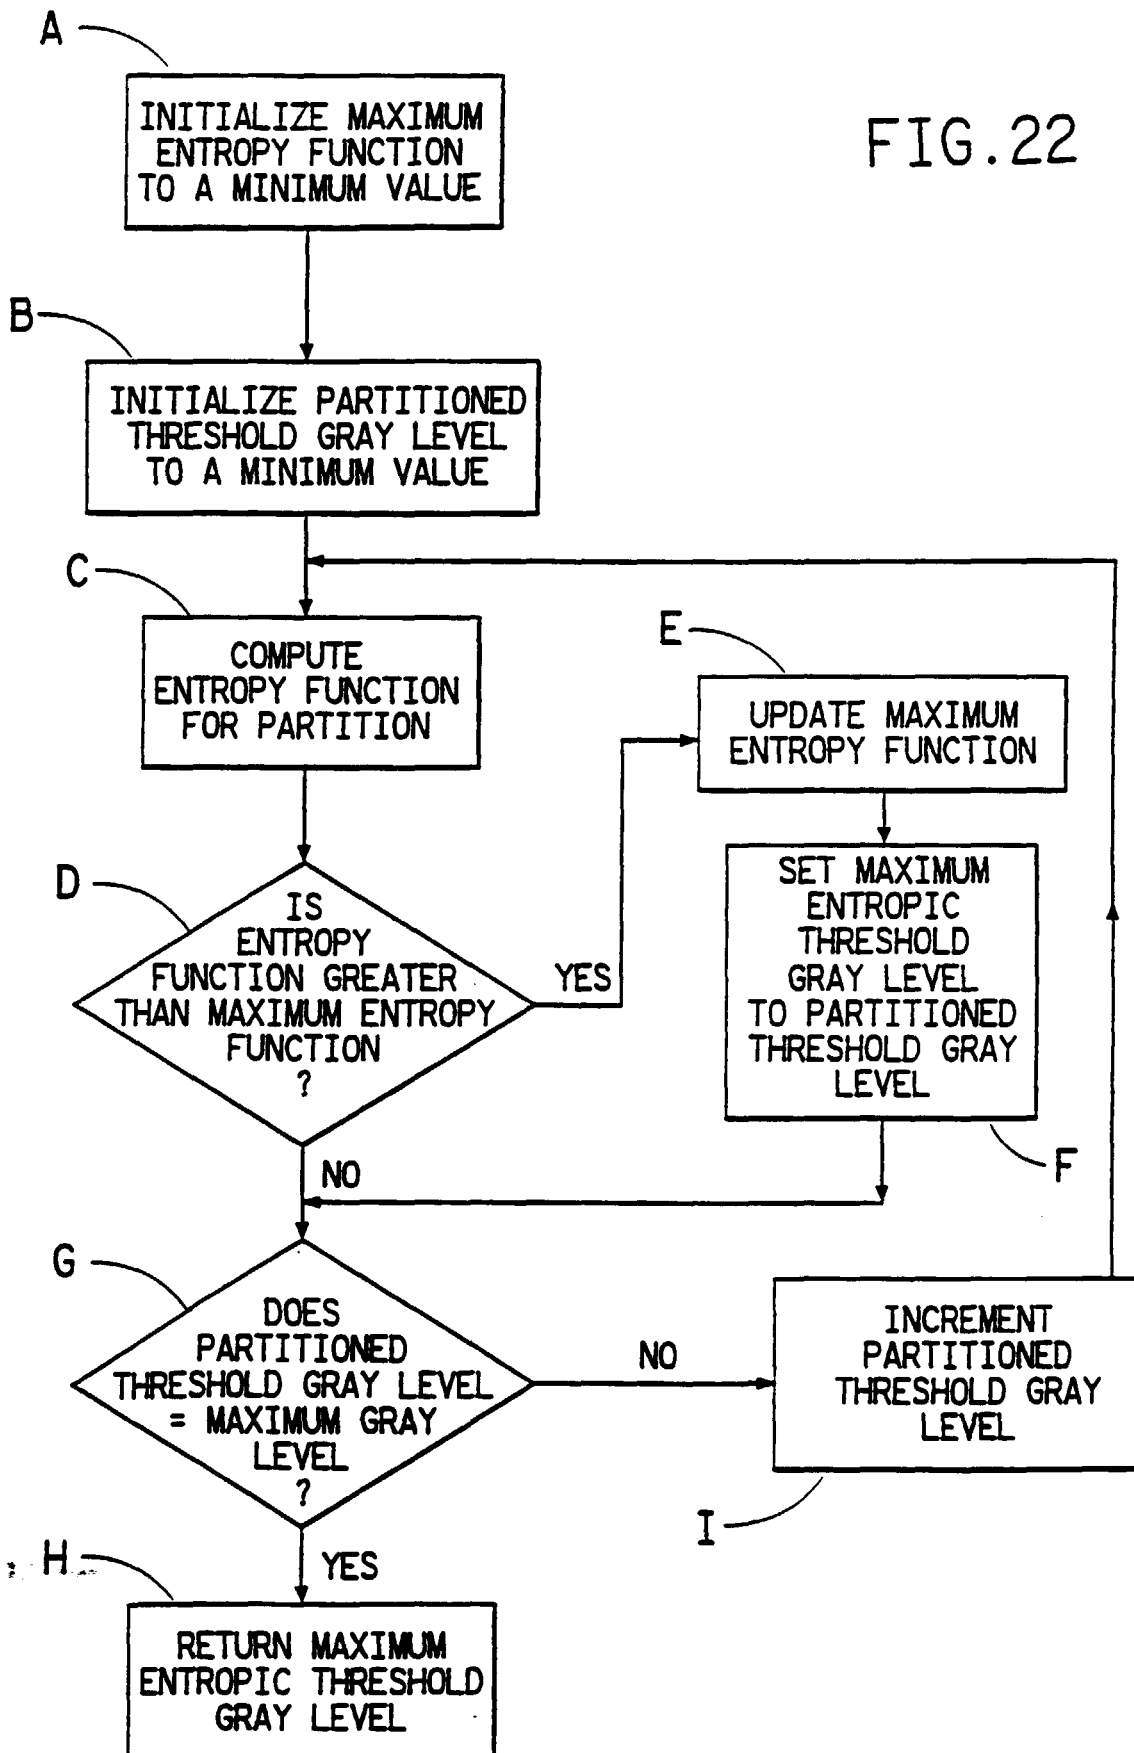 A
INITIALIZE MAXIMUM
ENTROPY FUNCTION
TO A MINIMUM VALUE
FIG.22
B
INITIALIZE PARTITIONED
THRESHOLD GRAY LEVEL
TO A MINIMUM VALUE
C
COMPUTE
ENTROPY FUNCTION
FOR PARTITION
E
UPDATE MAXIMUM
ENTROPY FUNCTION
D
IS
ENTROPY
FUNCTION GREATER
THAN MAXIMUM ENTROPY
FUNCTION
?
YES
SET MAXIMUM
ENTROPIC
THRESHOLD
GRAY LEVEL
TO PARTITIONED
THRESHOLD GRAY
LEVEL
F
NO
G
DOES
PARTITIONED
THRESHOLD GRAY LEVEL
= MAXIMUM GRAY
LEVEL
?
NO
INCREMENT
PARTITIONED
THRESHOLD GRAY
LEVEL
I
YES
H
RETURN MAXIMUM
ENTROPIC THRESHOLD
GRAY LEVEL